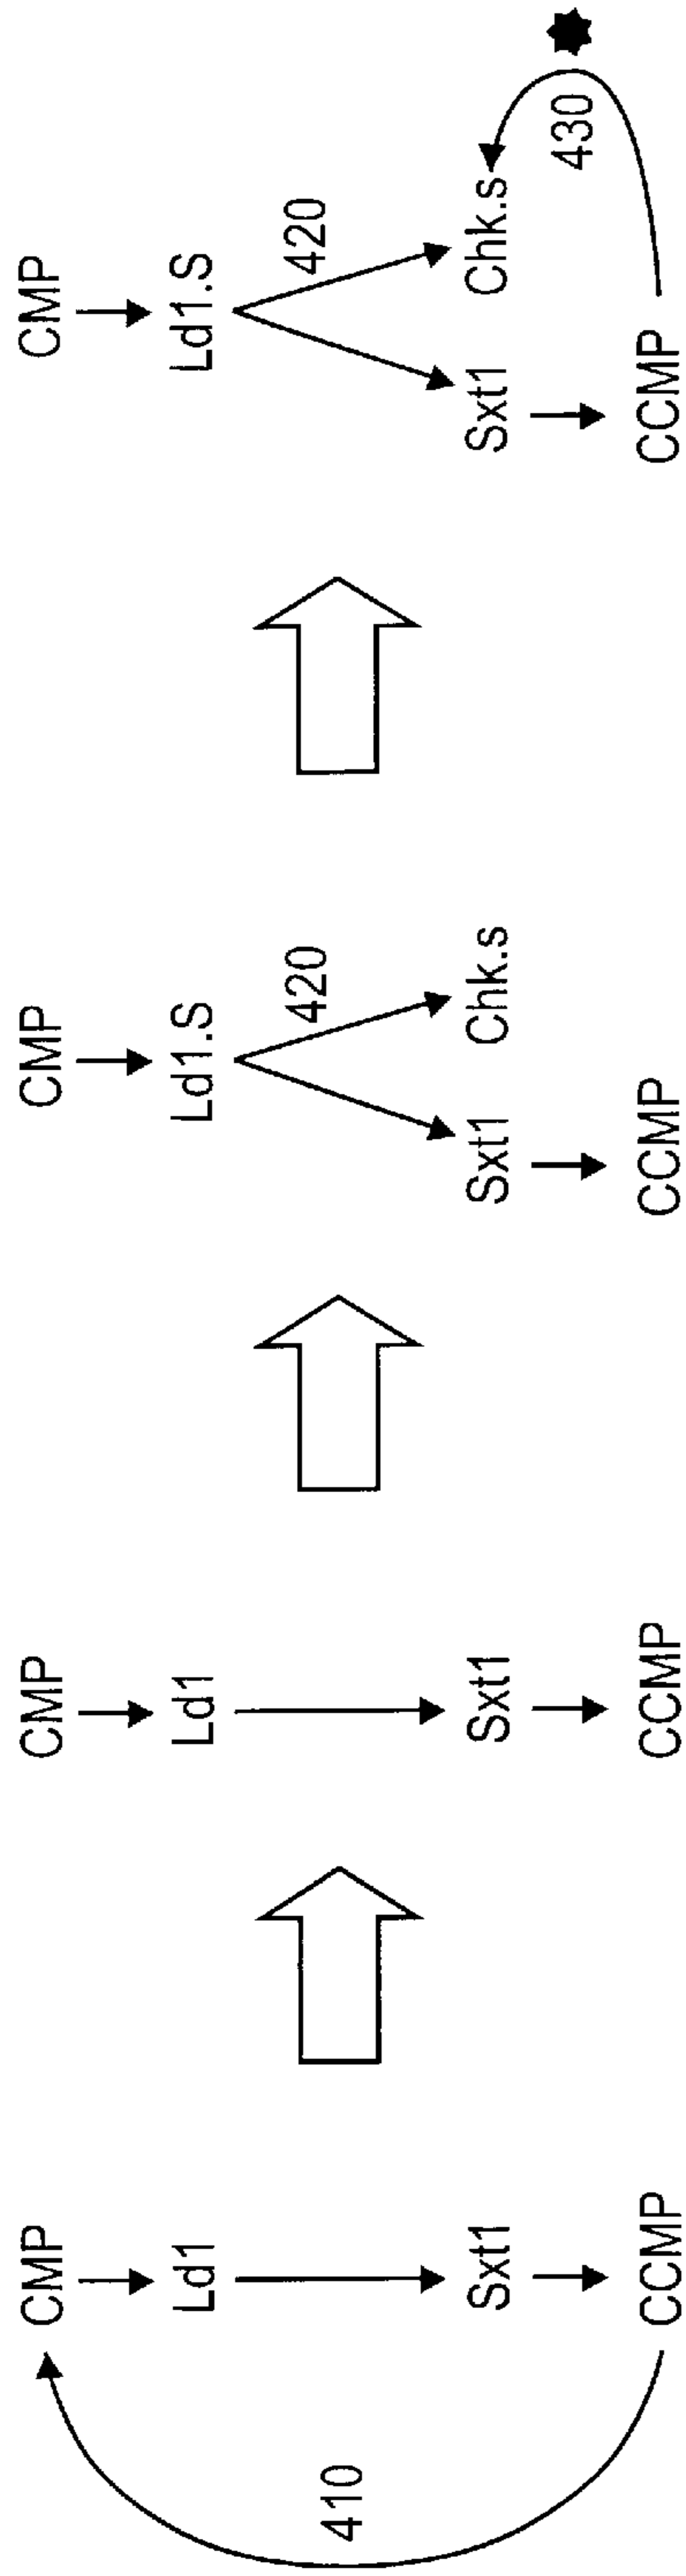 410
CMP
Ld1
Sxt1
CCMP
CMP
Ld1
Sxt1
CCMP
CMP
Ld1.S
420
Sxt1
Chk.s
CCMP
CMP
Ld1.S
420
Sxt1
Chk.s
430
CCMP